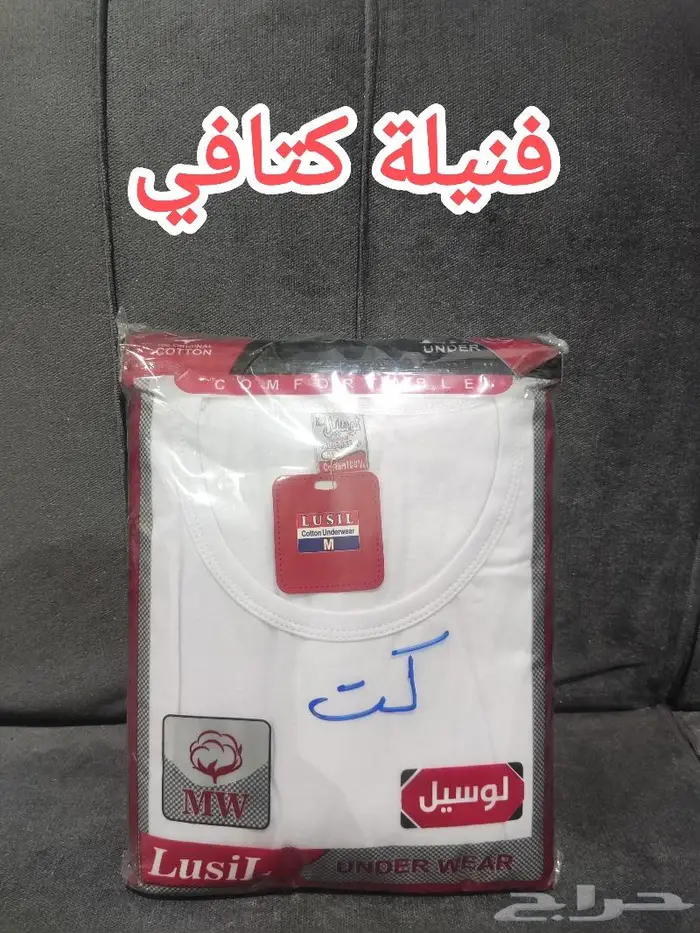 فنيلة كتافي
COTTON
UNDER
COMFORTABLE
LUSIL
Cotton Underwear
M
كت
MW
لوسيل
LusiL
UNDER WEAR
حراج